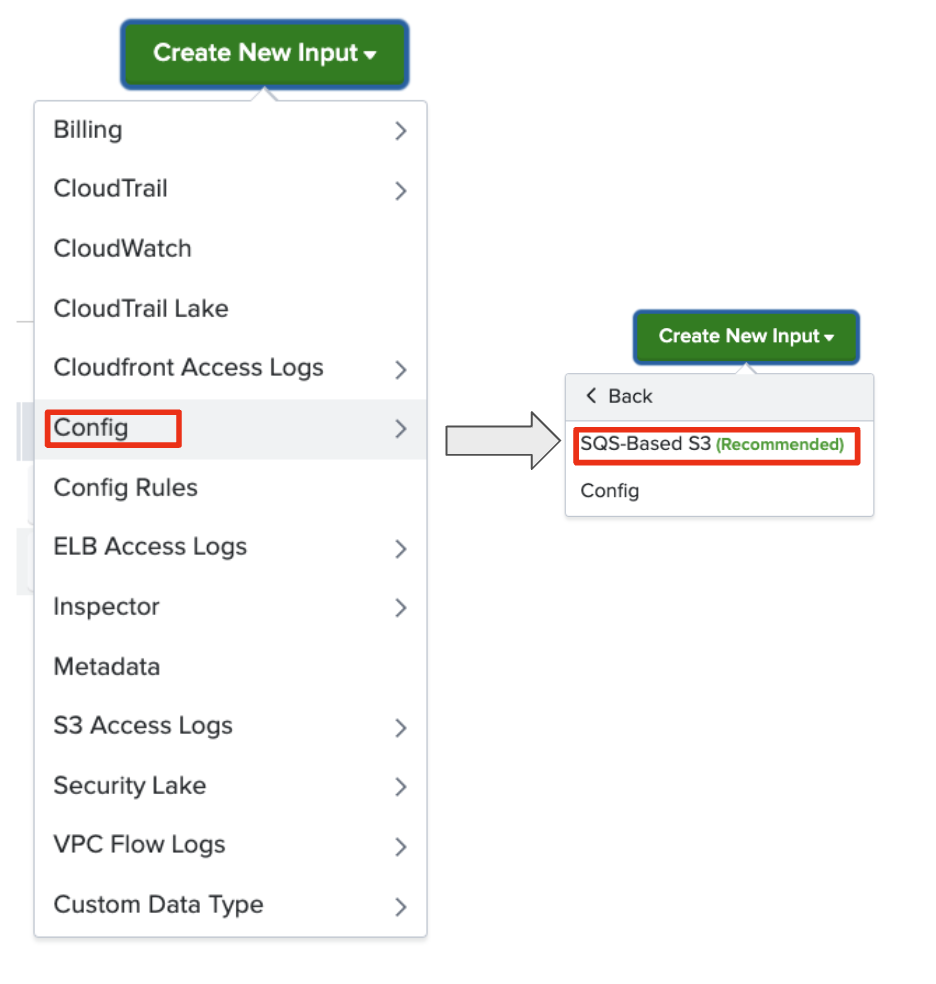 Create New Input
Billing
CloudTrail
CloudWatch
CloudTrail Lake
Cloudfront Access Logs
Config
Config Rules
ELB Access Logs
Inspector
Metadata
S3 Access Logs
Security Lake
VPC Flow Logs
Custom Data Type
Create New Input
Back
SQS-Based S3 (Recommended)
Config